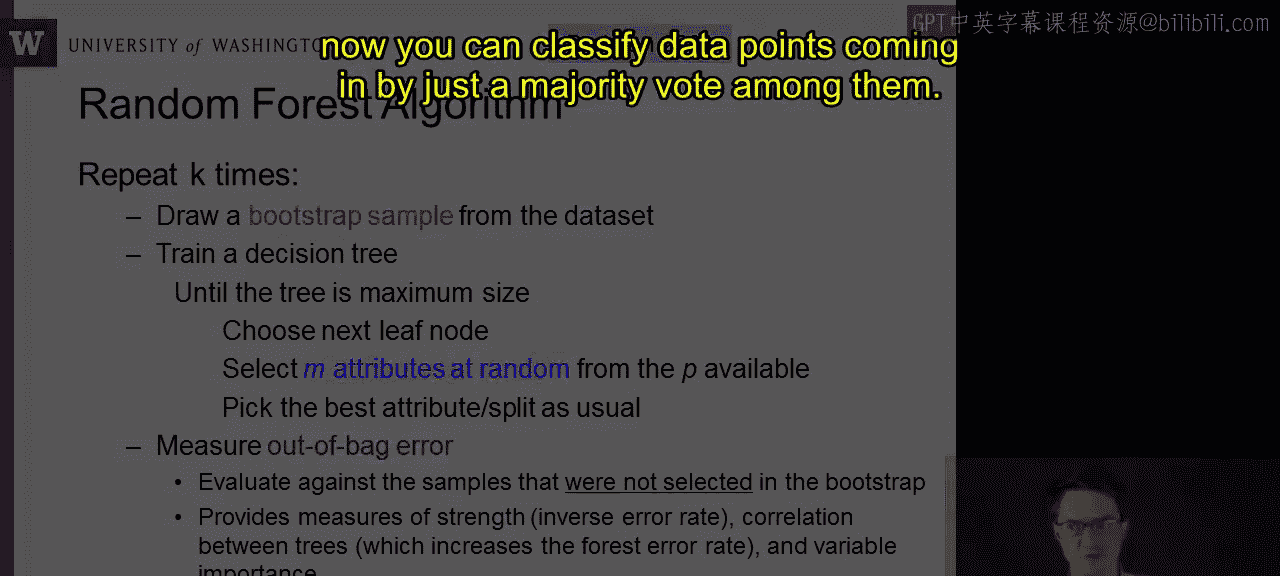 GPT中英字幕课程资源@bilibili.com
W UNIVERSITY of WASHINGTON
now you can classify data points coming
in by just a majority vote among them.
Random Forest Algorithm
Repeat k times:
– Draw a bootstrap sample from the dataset
– Train a decision tree
Until the tree is maximum size
Choose next leaf node
Select m attributes at random from the p available
Pick the best attribute/split as usual
– Measure out-of-bag error
• Evaluate against the samples that were not selected in the bootstrap
• Provides measures of strength (inverse error rate), correlation
between trees (which increases the forest error rate), and variable
importance